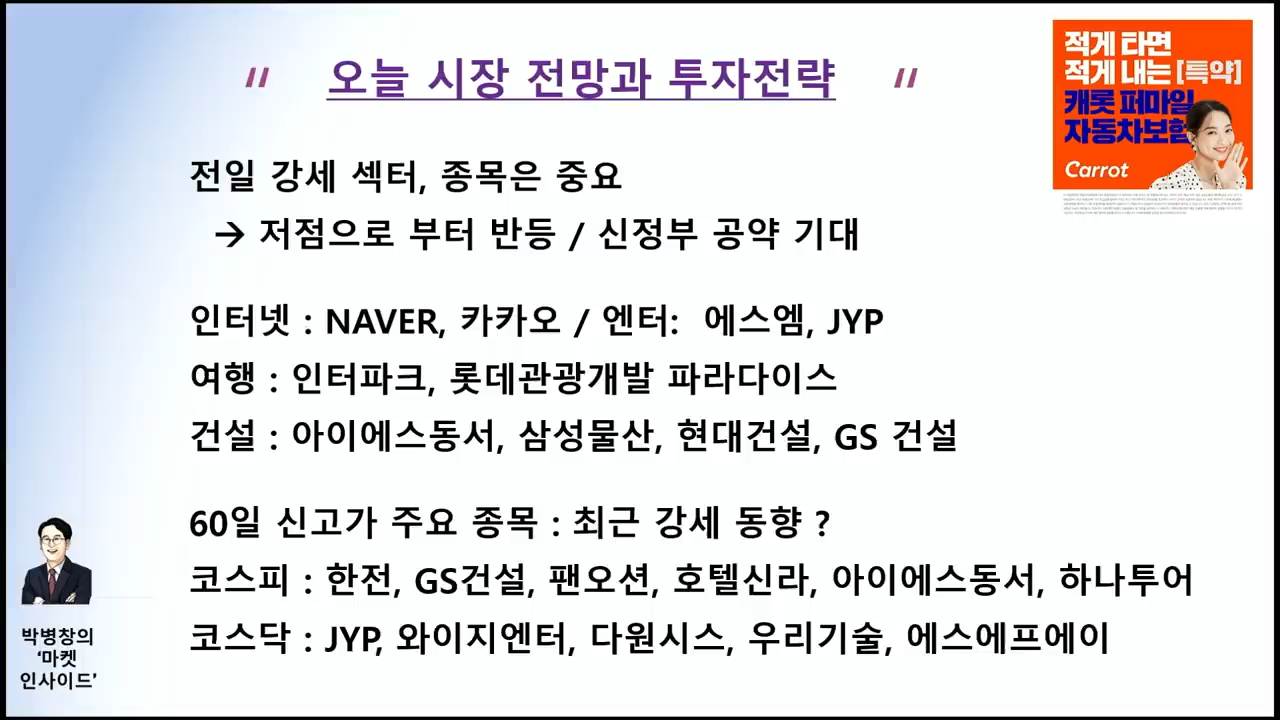 " 오늘 시장 전망과 투자전략 "
전일 강세 섹터, 종목은 중요
→ 저점으로 부터 반등 / 신정부 공약 기대
인터넷 : NAVER, 카카오 / 엔터: 에스엠, JYP
여행 : 인터파크, 롯데관광개발 파라다이스
건설 : 아이에스동서, 삼성물산, 현대건설, GS 건설
60일 신고가 주요 종목 : 최근 강세 동향 ?
코스피 : 한전, GS건설, 팬오션, 호텔신라, 아이에스동서, 하나투어
코스닥 : JYP, 와이지엔터, 다원시스, 우리기술, 에스에프에이
박병창의
‘마켓
인사이드’
적게 타면
적게 내는 [특약]
캐롯 퍼마일
자동차보험
Carrot